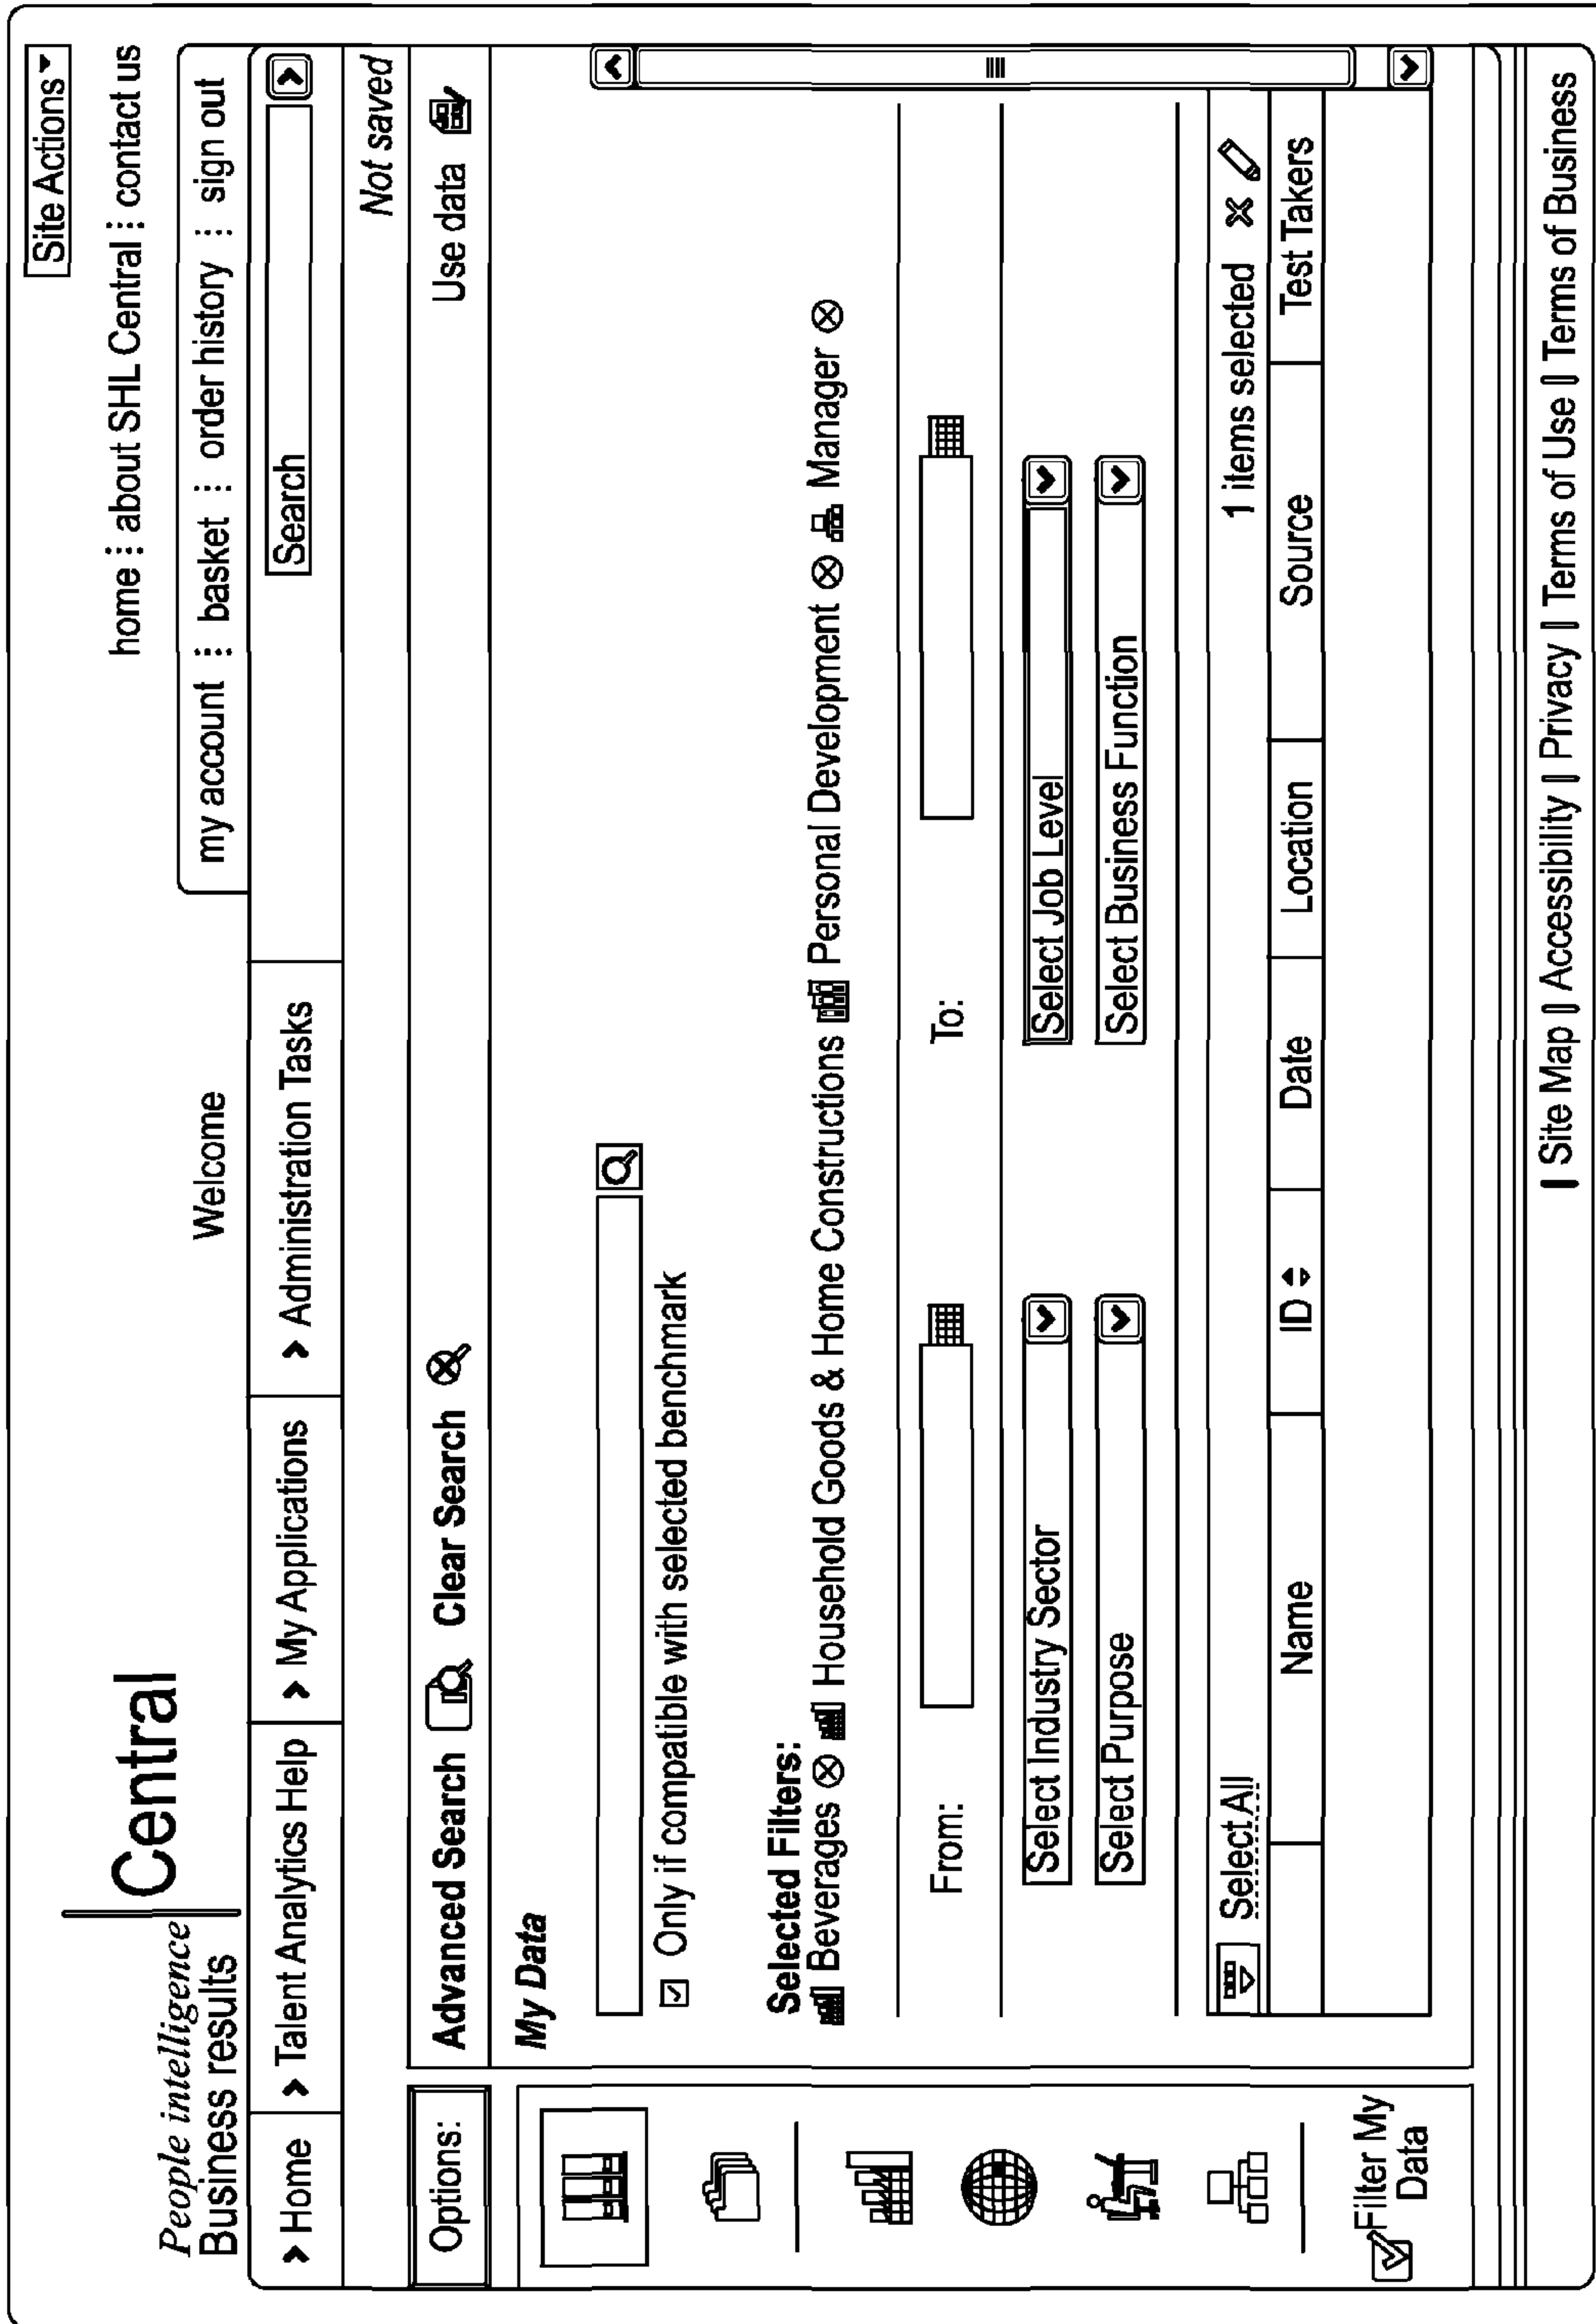 Site Actions
home about SHL Central contact us
People intelligence
Business results
Central
Welcome
my account basket order history sign out
Home Talent Analytics Help My Applications Administration Tasks Search
Not saved
Options: Advanced Search Clear Search Use data
My Data
Only if compatible with selected benchmark
Selected Filters:
Beverages Household Goods & Home Constructions Personal Development Manager
From: To:
Select Industry Sector Select Job Level
Select Purpose Select Business Function
Select All 1 items selected
Name ID Date Location Source Test Takers
Filter My
Data
Site Map Accessibility Privacy Terms of Use Terms of Business